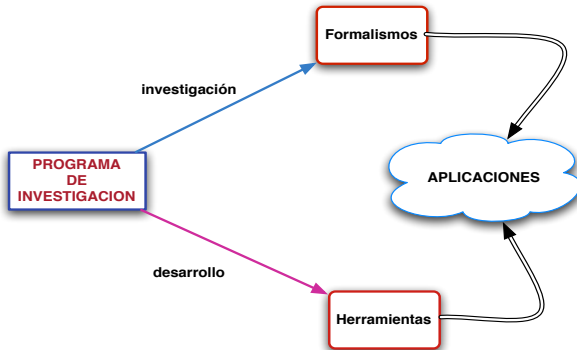 Formalismos
investigación
PROGRAMA
DE
INVESTIGACION
APLICACIONES
desarrollo
Herramientas